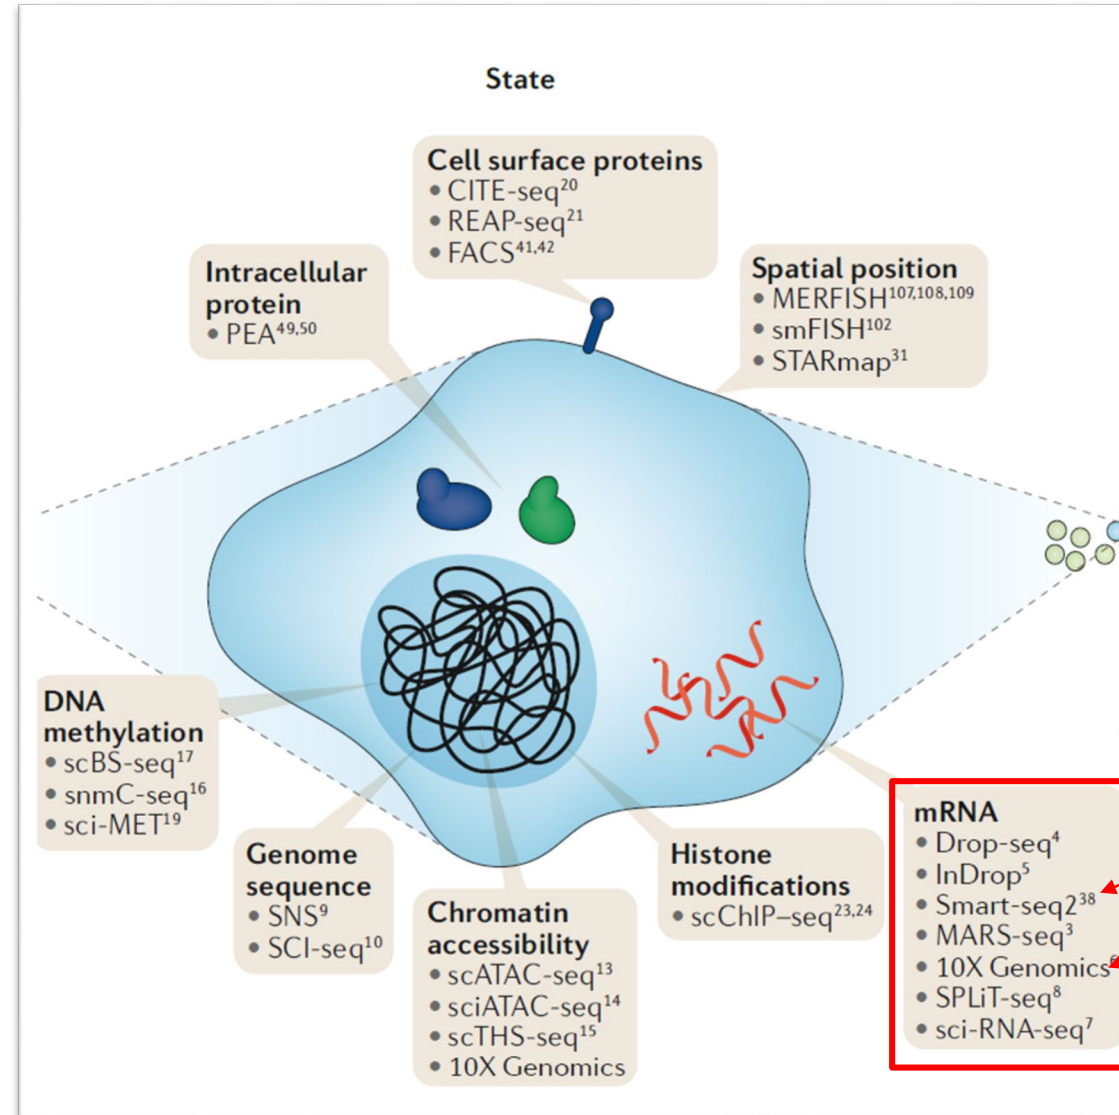 State
Cell surface proteins
• CITE-seq20
• REAP-seq21
• FACS41,42
Intracellular
protein
• PEA49,50
Spatial position
• MERFISH107,108,109
• smFISH102
• STARmap31
DNA
methylation
• scBS-seq17
• snmC-seq16
• sci-MET19
Genome
sequence
• SNS9
• SCI-seq10
Chromatin
accessibility
• scATAC-seq13
• sciATAC-seq14
• scTHS-seq15
• 10X Genomics
Histone
modifications
• scChIP–seq23,24
mRNA
• Drop-seq4
• InDrop5
• Smart-seq238
• MARS-seq3
• 10X Genomics6
• SPLiT-seq8
• sci-RNA-seq7